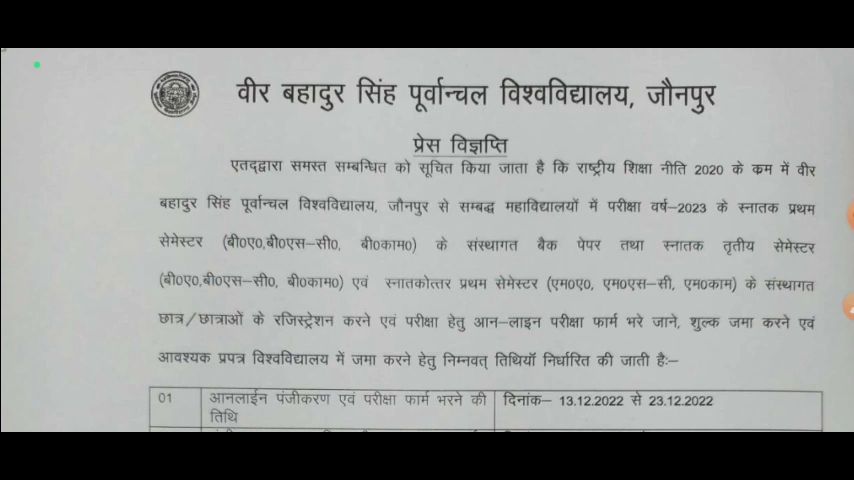 वीर बहादुर सिंह पूर्वान्चल विश्वविद्यालय, जौनपुर
प्रेस विज्ञप्ति
एतद्द्वारा समस्त सम्बन्धित को सूचित किया जाता है कि राष्ट्रीय शिक्षा नीति 2020 के कम में वीर
बहादुर सिंह पूर्वान्चल विश्वविद्यालय, जौनपुर से सम्बद्ध महाविद्यालयों में परीक्षा वर्ष–2023 के स्नातक प्रथम
सेमेस्टर (बी0ए0,बी0एस–सी0, बी0काम0) के संस्थागत बैक पेपर तथा स्नातक तृतीय सेमेस्टर
(बी0ए0,बी0एस–सी0, बी0काम0) एवं स्नातकोत्तर प्रथम सेमेस्टर (एम0ए0, एम0एस–सी, एम0काम) के संस्थागत
छात्र/छात्राओं के रजिस्ट्रेशन करने एवं परीक्षा हेतु आन–लाइन परीक्षा फार्म भरे जाने, शुल्क जमा करने एवं
आवश्यक प्रपत्र विश्वविद्यालय में जमा करने हेतु निम्नवत् तिथियॉ निर्धारित की जाती हैः–
01 आनलाईन पंजीकरण एवं परीक्षा फार्म भरने की दिनांक– 13.12.2022 से 23.12.2022
तिथि